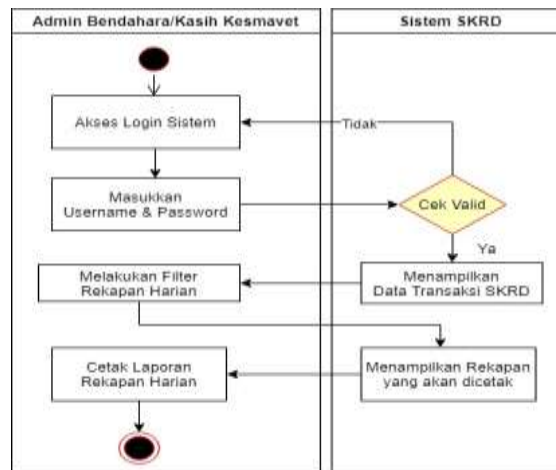 Admin Bendahara/Kasih Kesmavet
Sistem SKRD
Akses Login Sistem
Tidak
Masukkan
Username & Password
Cek Valid
Ya
Melakukan Filter
Rekapan Harian
Menampilkan
Data Transaksi SKRD
Cetak Laporan
Rekapan Harian
Menampilkan Rekapan
yang akan dicetak